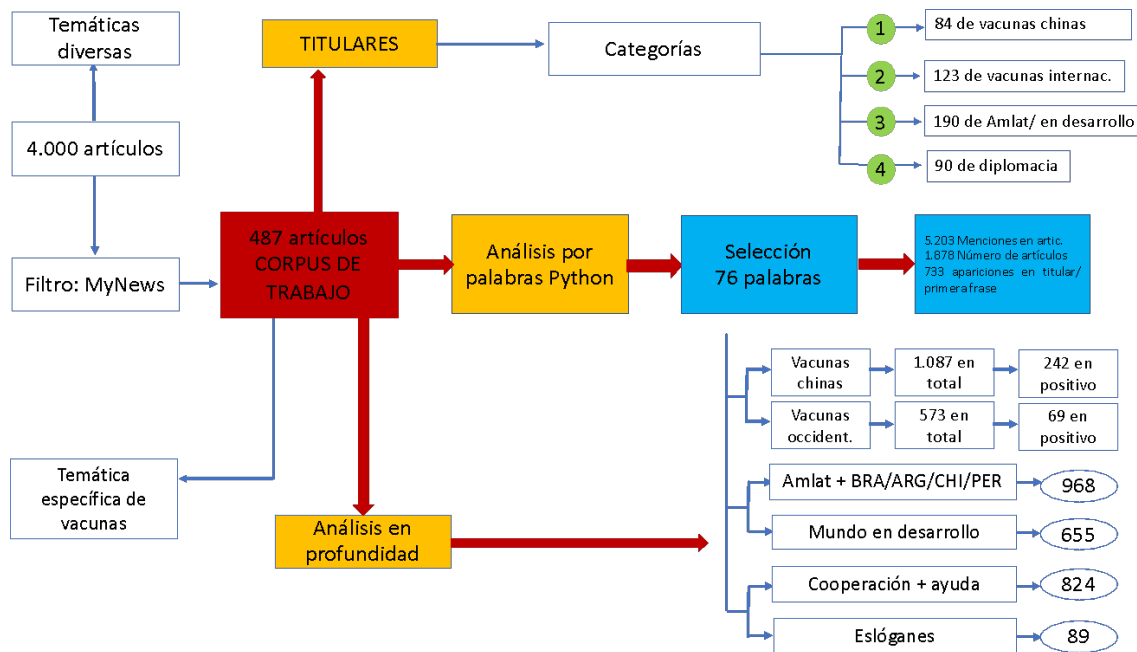 Temáticas
diversas
4.000 artículos
Filtro: MyNews
TITULARES
Categorías
1
84 de vacunas chinas
2
123 de vacunas internac.
3
190 de Amlat/ en desarrollo
4
90 de diplomacia
487 artículos
CORPUS DE
TRABAJO
Análisis por
palabras Python
Selección
76 palabras
5.203 Menciones en artic.
1.878 Número de artículos
733 apariciones en titular/
primera frase
Temática
específica de
vacunas
Análisis en
profundidad
Vacunas
chinas
1.087 en
total
242 en
positivo
Vacunas
occident.
573 en
total
69 en
positivo
Amlat + BRA/ARG/CHI/PER
968
Mundo en desarrollo
655
Cooperación + ayuda
824
Eslóganes
89